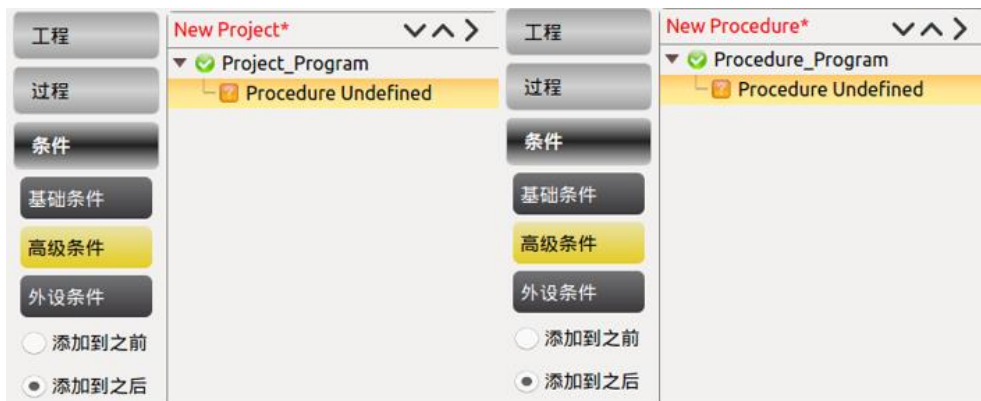 工程
过程
条件
基础条件
高级条件
外设条件
添加到之前
添加到之后
New Project*
Project_Program
Procedure Undefined
工程
过程
条件
基础条件
高级条件
外设条件
添加到之前
添加到之后
New Procedure*
Procedure_Program
Procedure Undefined